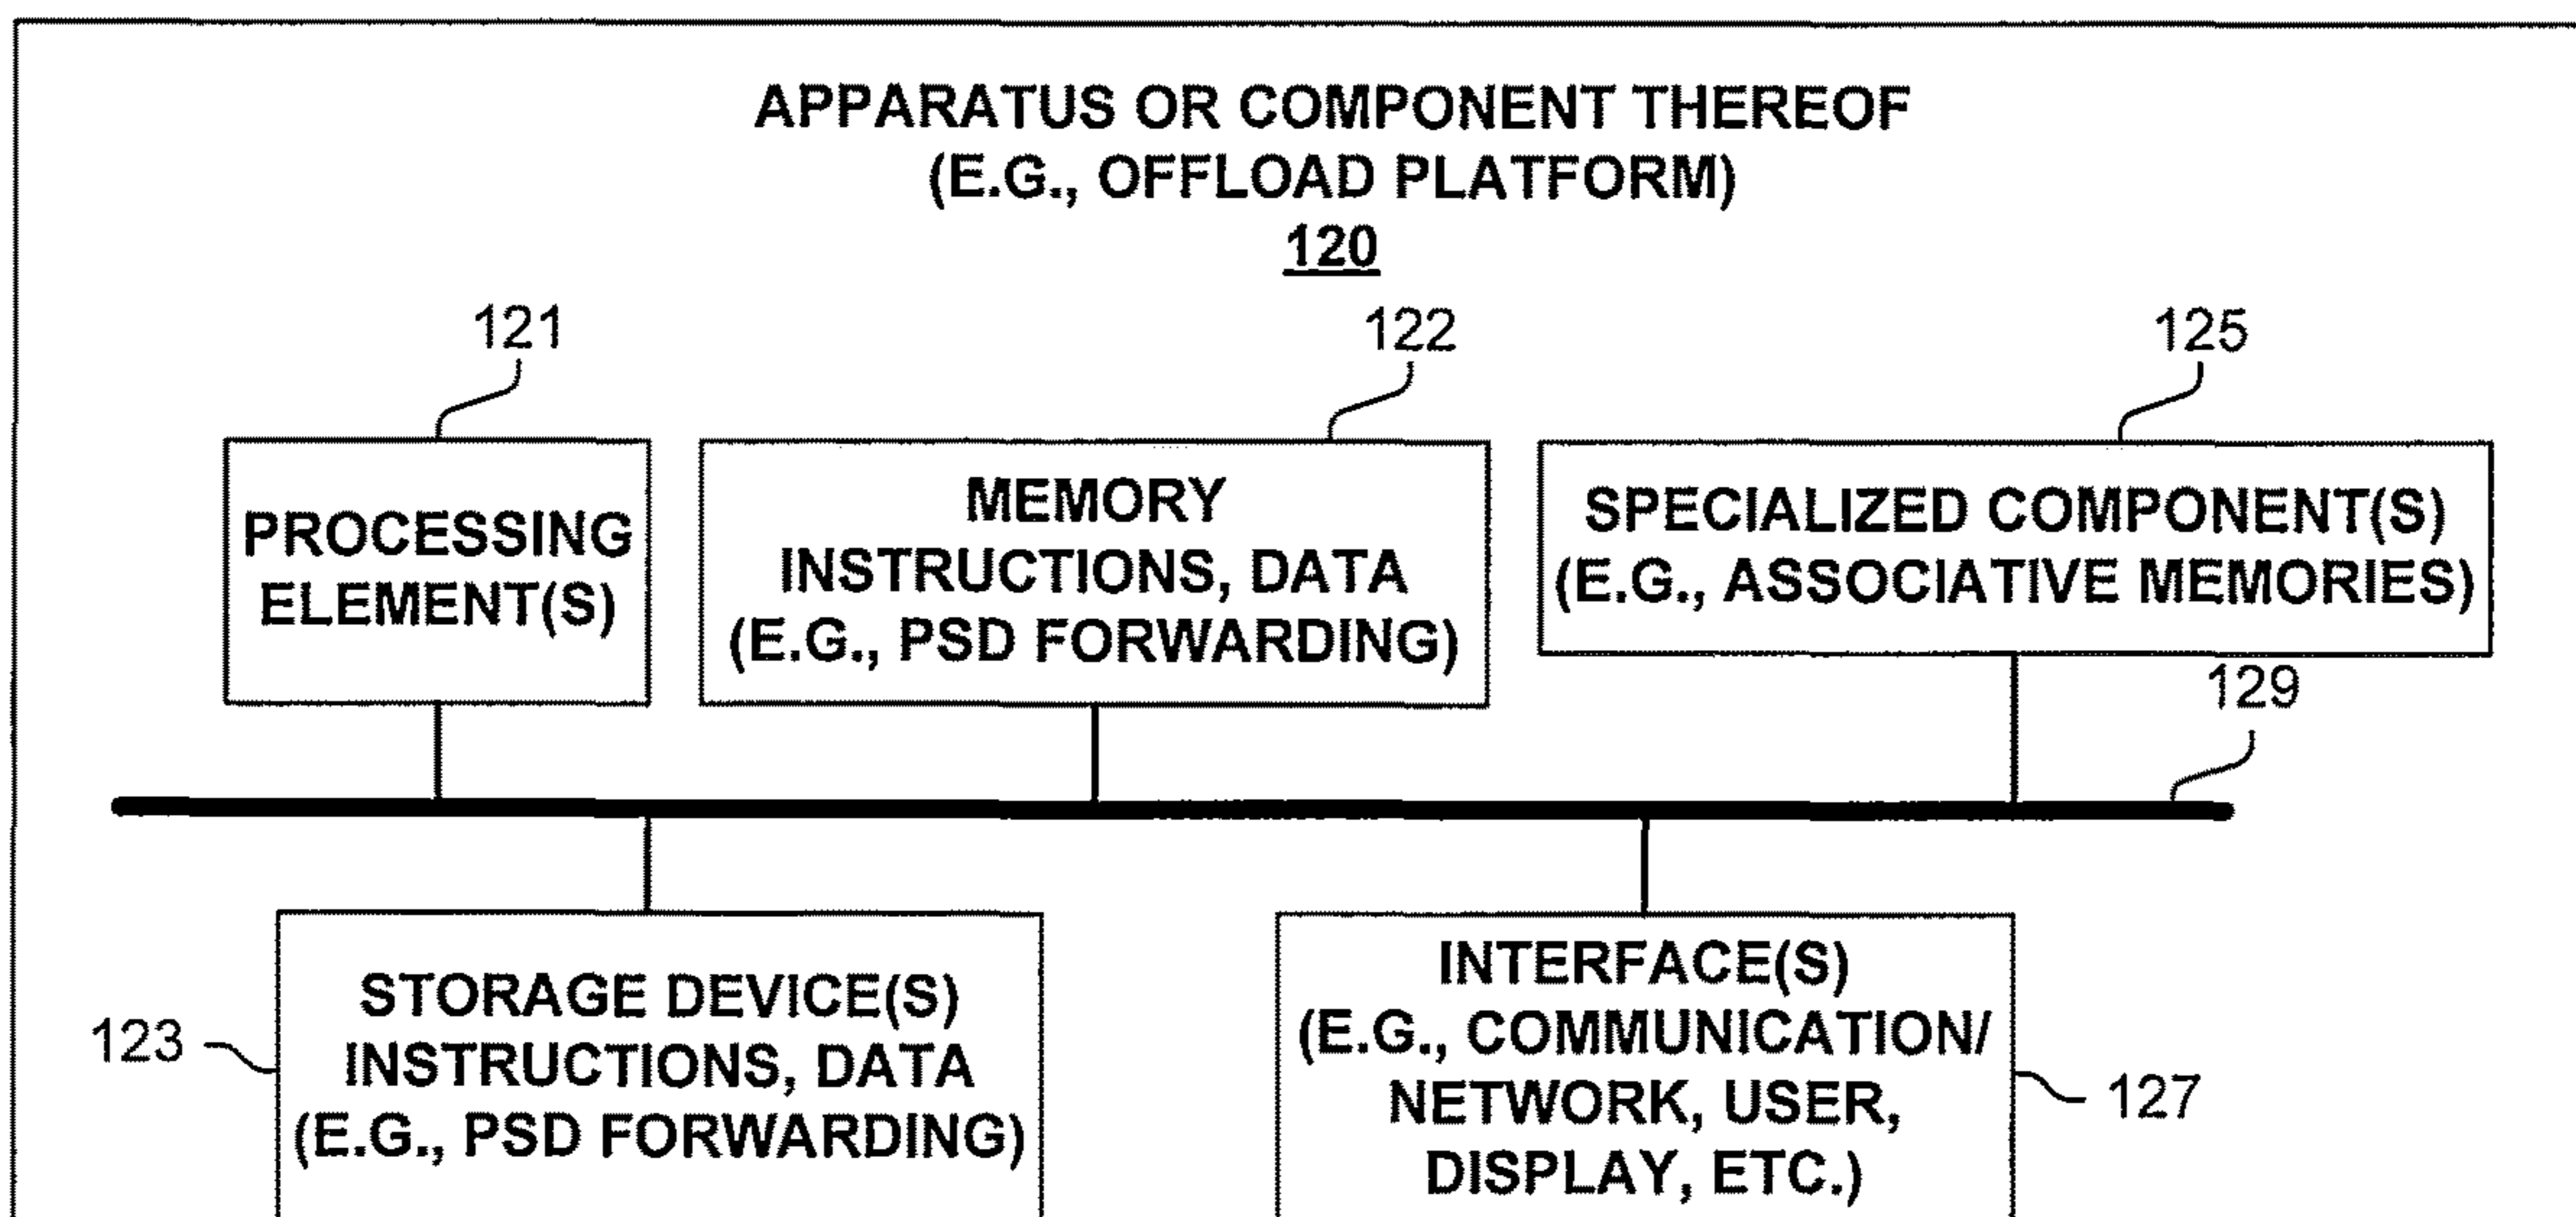 APPARATUS OR COMPONENT THEREOF
(E.G., OFFLOAD PLATFORM)
120
121
122
125
PROCESSING
ELEMENT(S)
MEMORY
INSTRUCTIONS, DATA
(E.G., PSD FORWARDING)
SPECIALIZED COMPONENT(S)
(E.G., ASSOCIATIVE MEMORIES)
129
123
STORAGE DEVICE(S)
INSTRUCTIONS, DATA
(E.G., PSD FORWARDING)
INTERFACE(S)
(E.G., COMMUNICATION/
NETWORK, USER,
DISPLAY, ETC.)
127